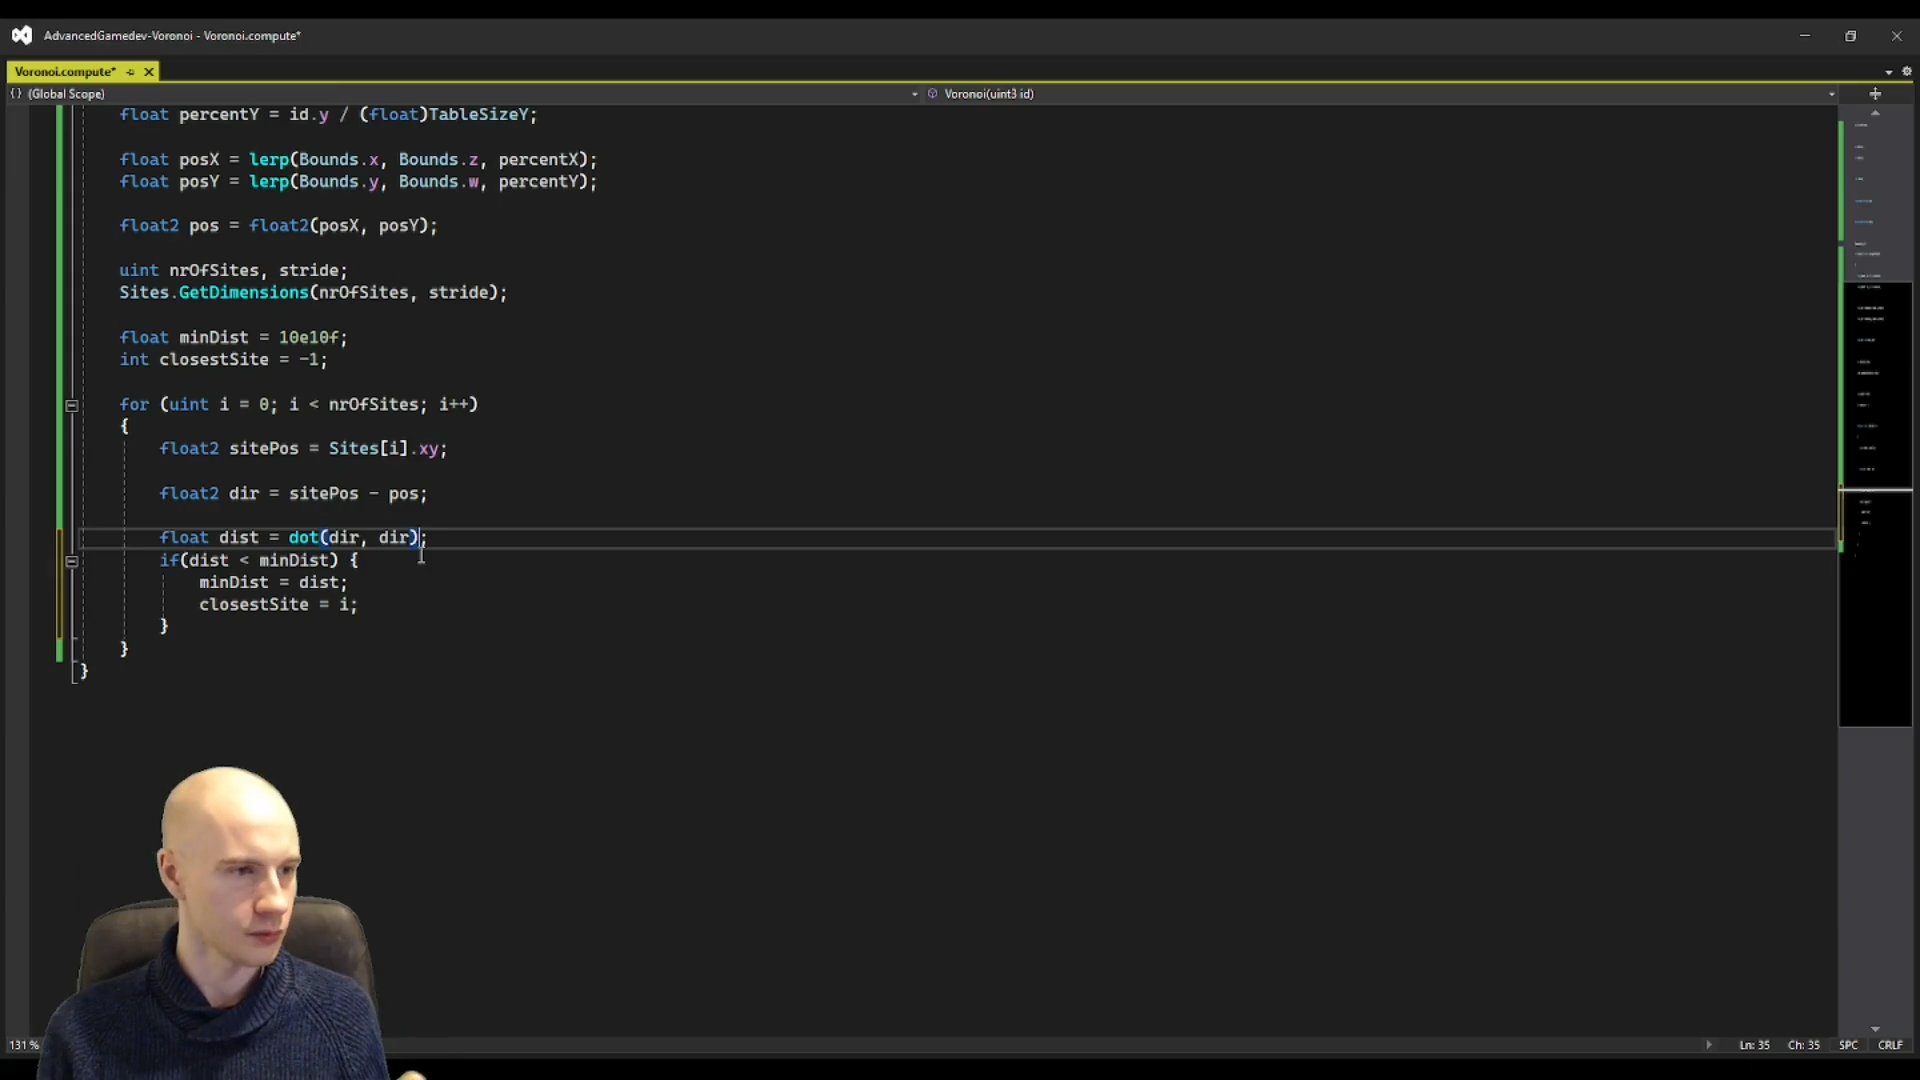 AdvancedGamedev-Voronoi - Voronoi.compute*
Voronoi.compute*
{} (Global Scope)
Voronoi(uint3 id)
float percentY = id.y / (float)TableSizeY;
float posX = lerp(Bounds.x, Bounds.z, percentX);
float posY = lerp(Bounds.y, Bounds.w, percentY);
float2 pos = float2(posX, posY);
uint nrOfSites, stride;
Sites.GetDimensions(nrOfSites, stride);
float minDist = 10e10f;
int closestSite = -1;
for (uint i = 0; i < nrOfSites; i++)
{
float2 sitePos = Sites[i].xy;
float2 dir = sitePos - pos;
float dist = dot(dir, dir);
if(dist < minDist) {
minDist = dist;
closestSite = i;
}
}
}
131 %
Ln: 35
Ch: 35
SPC
CRLF